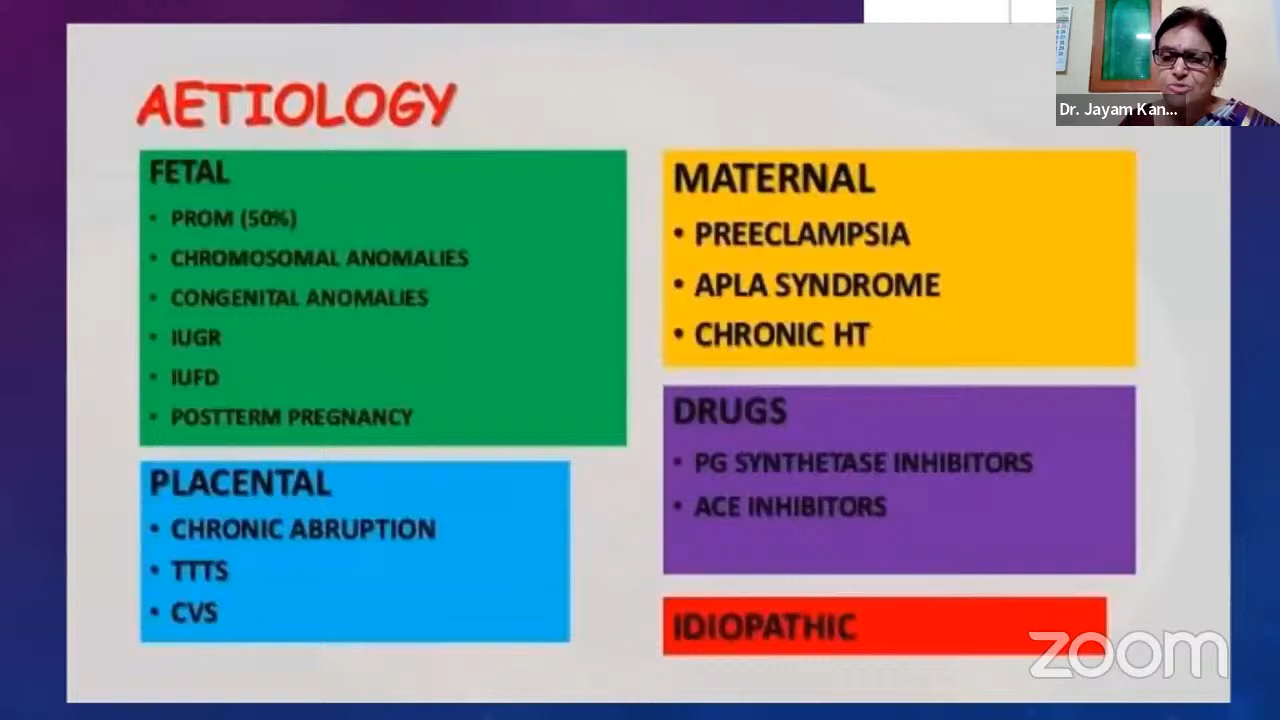 AETIOLOGY
FETAL
• PROM (50%)
• CHROMOSOMAL ANOMALIES
• CONGENITAL ANOMALIES
• IUGR
• IUFD
• POSTTERM PREGNANCY
PLACENTAL
• CHRONIC ABRUPTION
• TTTS
• CVS
MATERNAL
• PREECLAMPSIA
• APLA SYNDROME
• CHRONIC HT
DRUGS
• PG SYNTHETASE INHIBITORS
• ACE INHIBITORS
IDIOPATHIC
Dr. Jayam Kan...
zoom